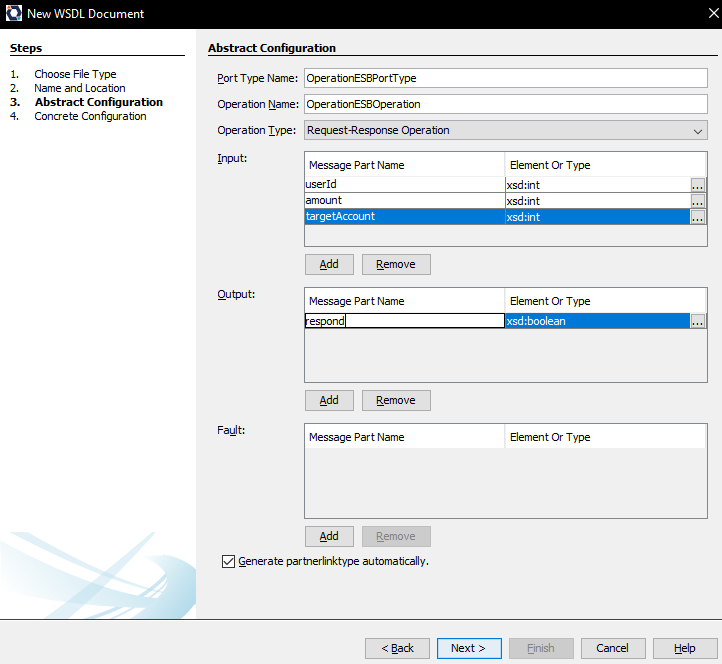 New WSDL Document
Steps
1. Choose File Type
2. Name and Location
3. Abstract Configuration
4. Concrete Configuration
Abstract Configuration
Port Type Name: OperationESBPortType
Operation Name: OperationESBOperation
Operation Type: Request-Response Operation
Input:
Message Part Name Element Or Type
userId xsd:int ...
amount xsd:int ...
targetAccount xsd:int ...
Add Remove
Output:
Message Part Name Element Or Type
respond xsd:boolean ...
Add Remove
Fault:
Message Part Name Element Or Type
Add Remove
Generate partnerlinktype automatically.
< Back Next > Finish Cancel Help